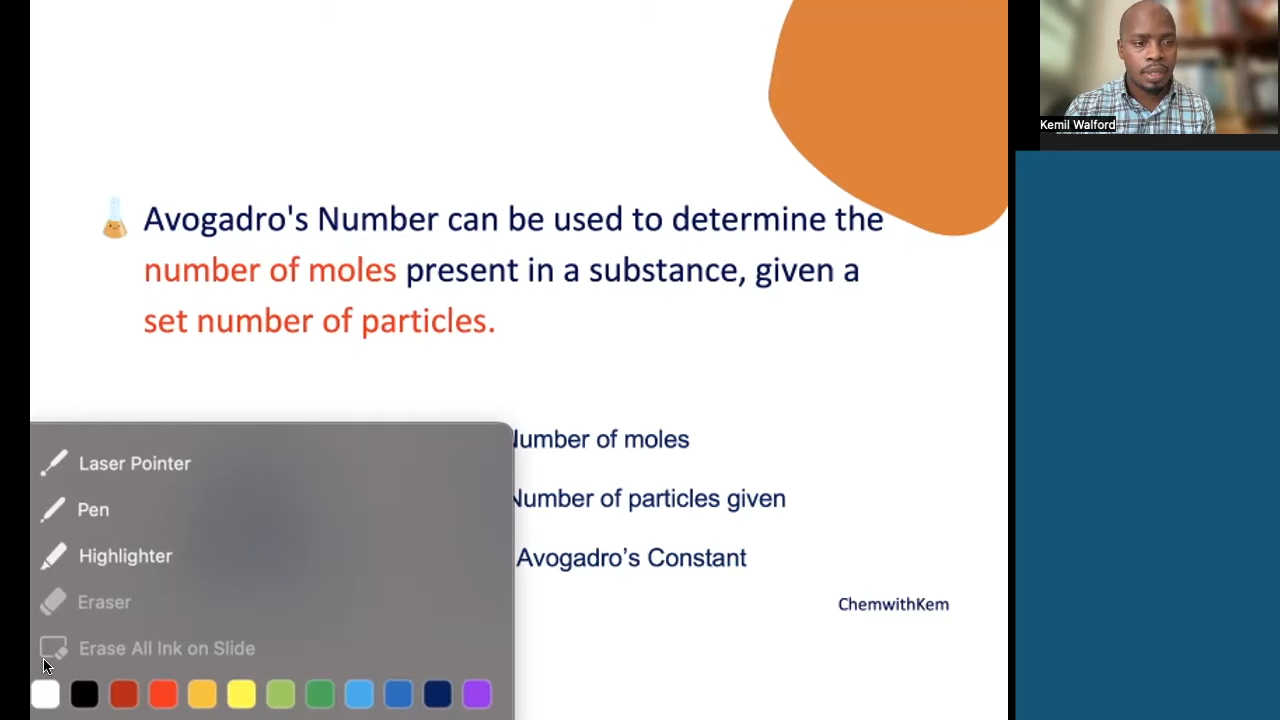 Kemil Walford
Avogadro's Number can be used to determine the
number of moles present in a substance, given a
set number of particles.
Number of moles
Number of particles given
Avogadro’s Constant
ChemwithKem
Laser Pointer
Pen
Highlighter
Eraser
Erase All Ink on Slide